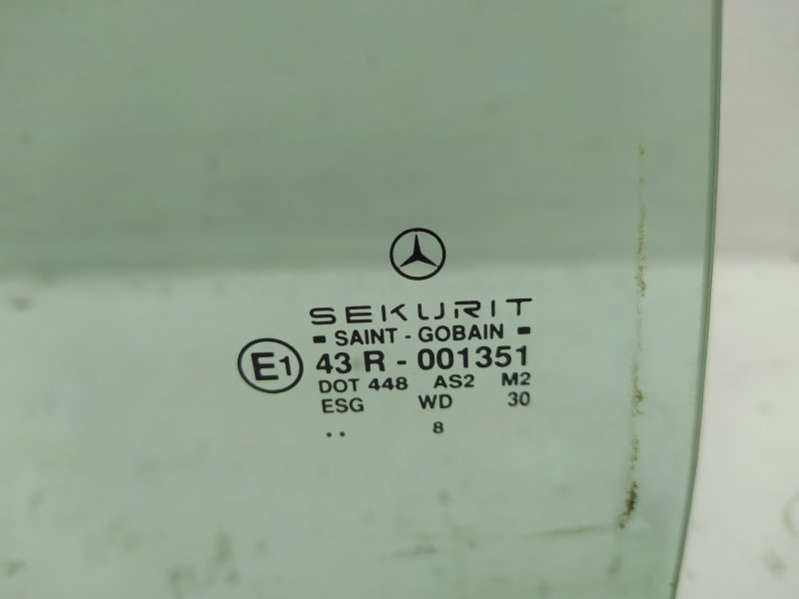 SEKURIT
- SAINT - GOBAIN -
E1 43 R - 001351
DOT 448 AS2 M2
ESG WD 30
.. 8